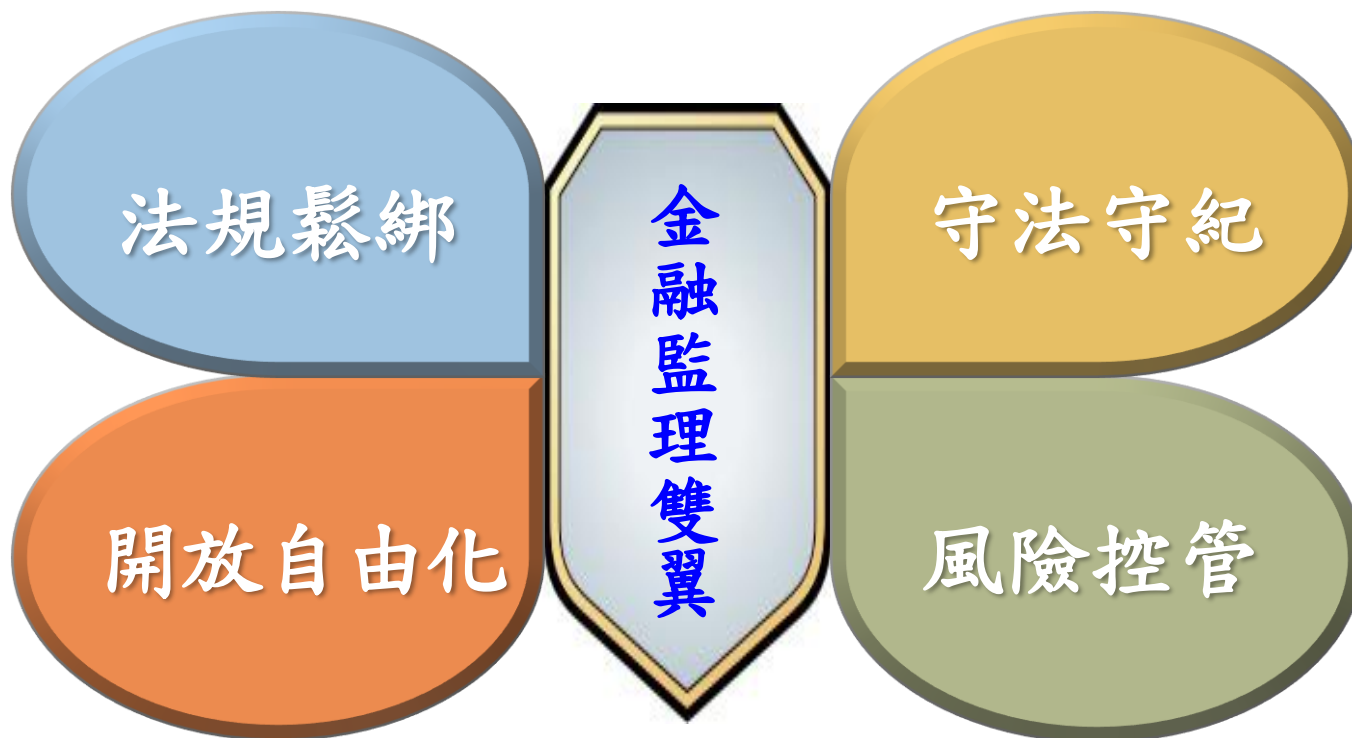 法規鬆綁
守法守紀
金融監理雙翼
開放自由化
風險控管